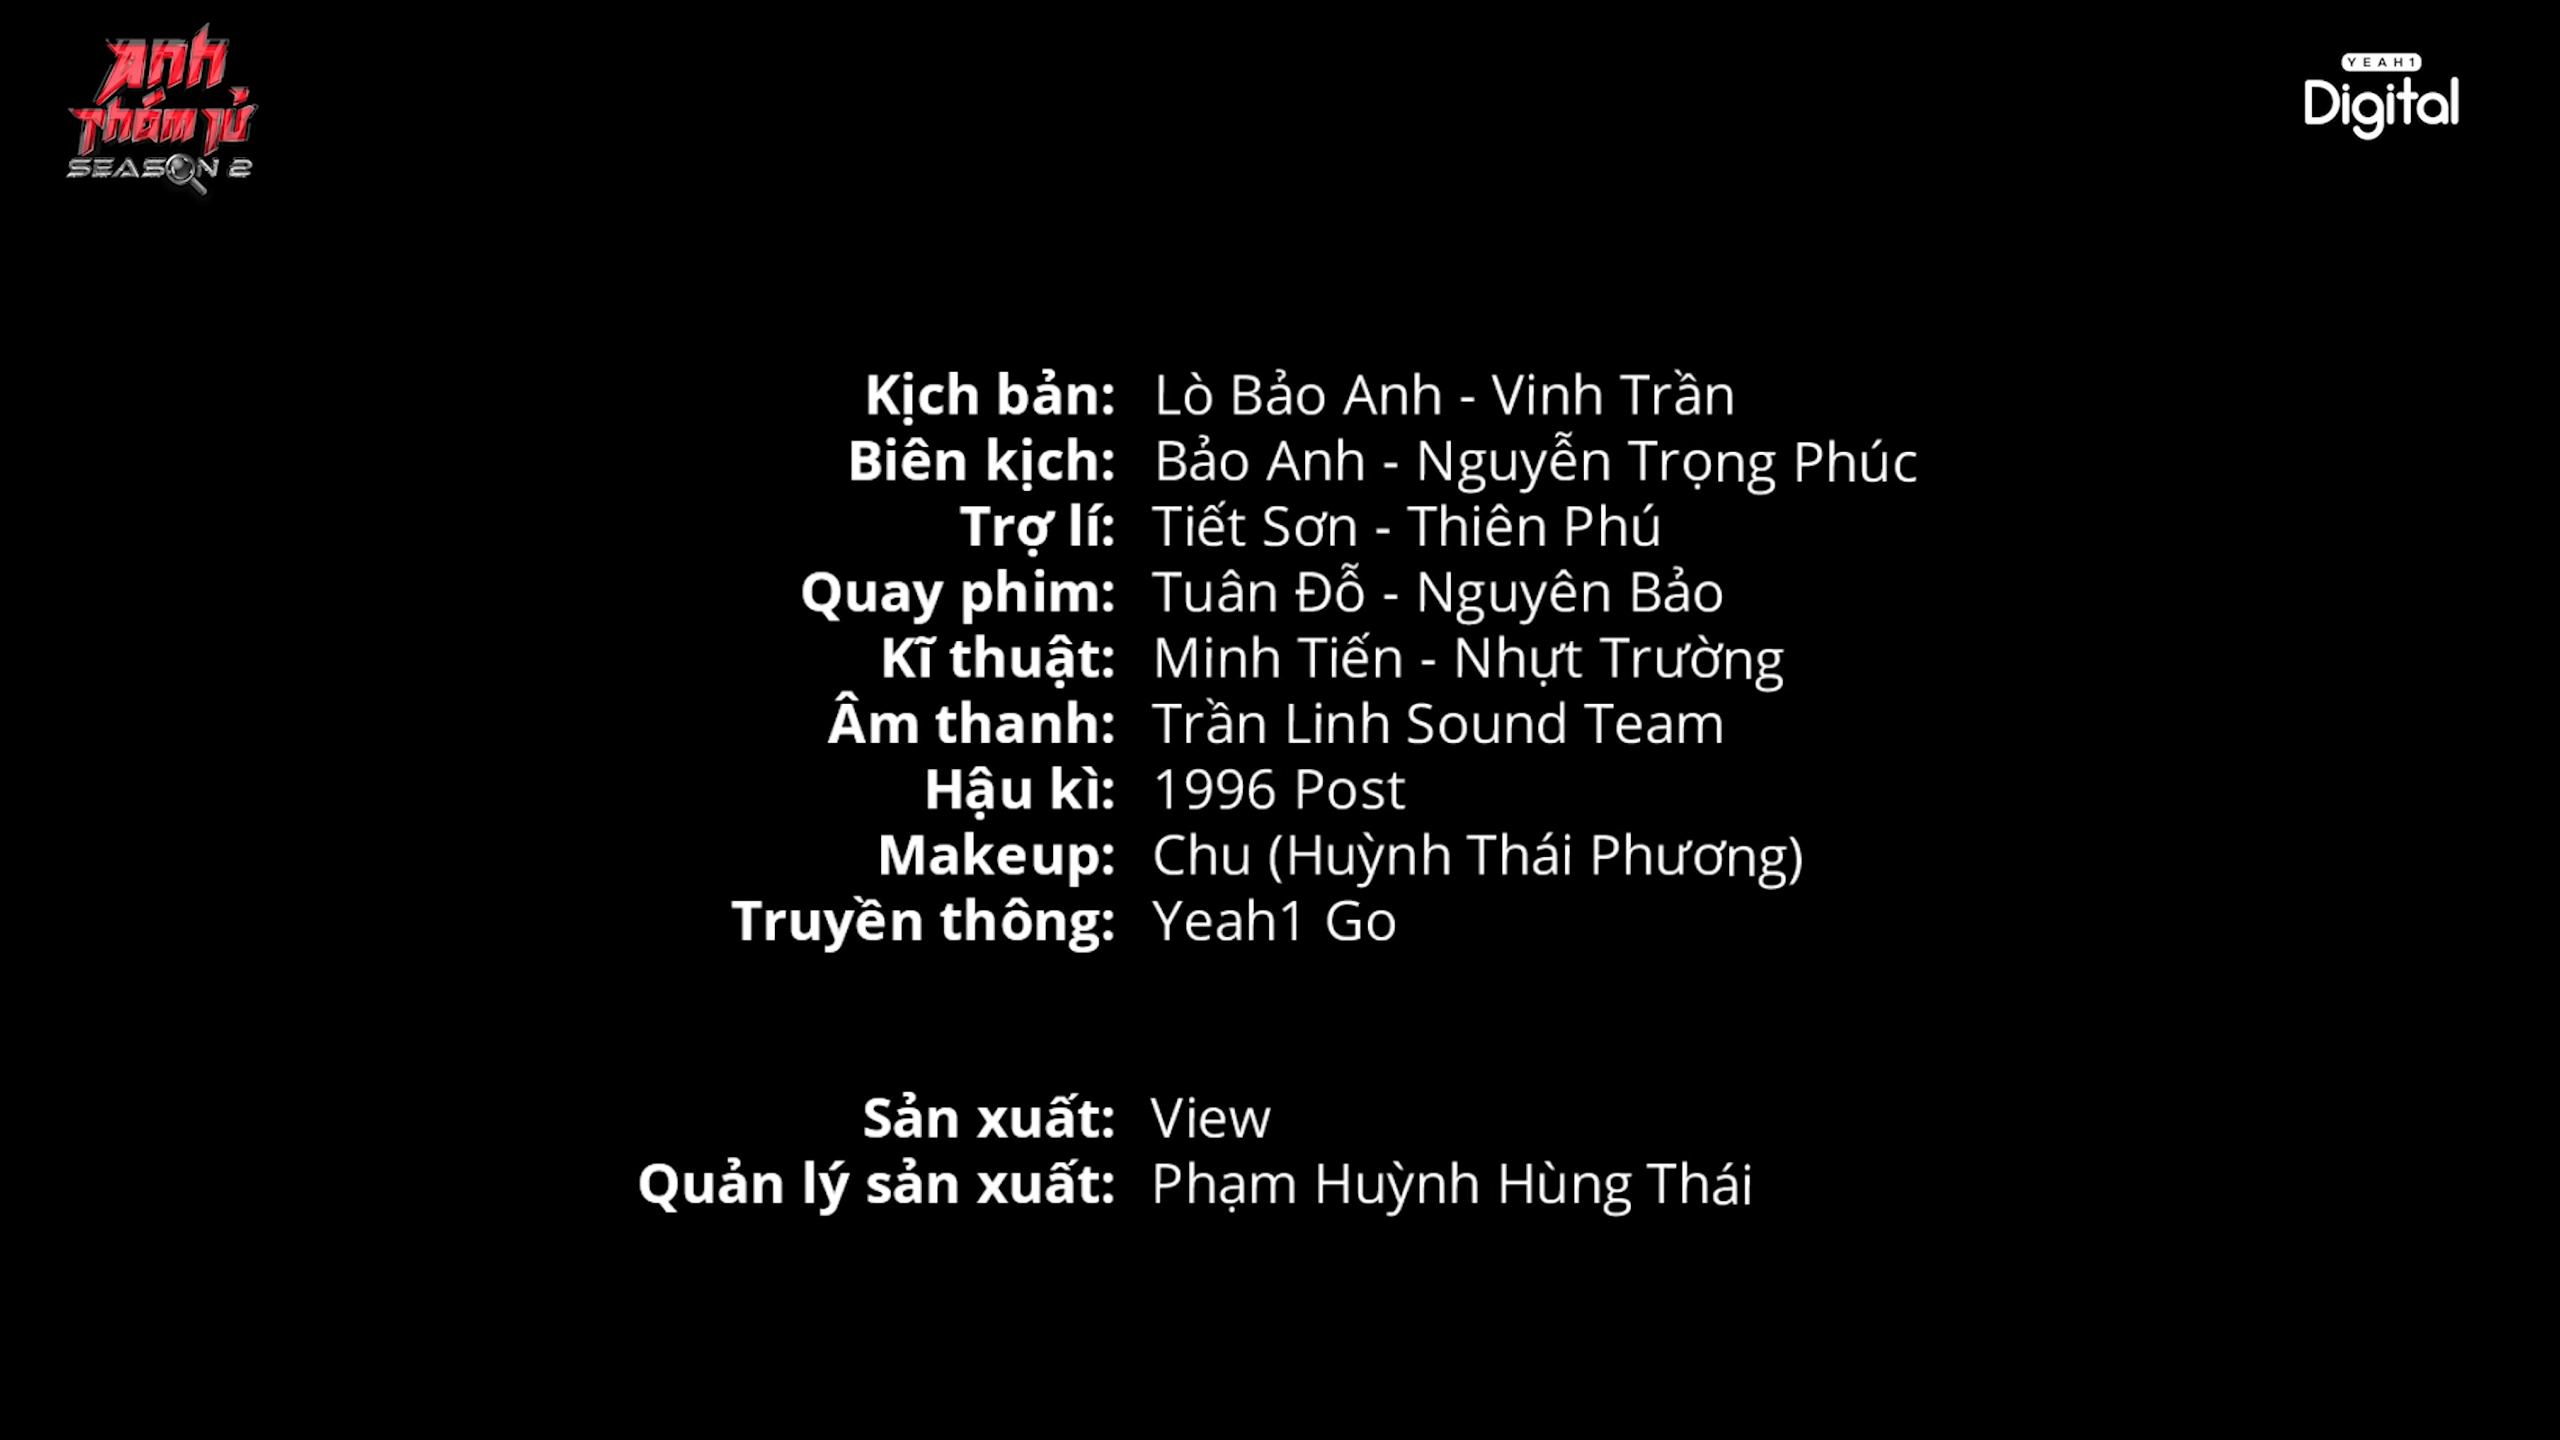 Anh
Thám Tử
SEASON 2
YEAH1
Digital
Kịch bản: Lò Bảo Anh - Vinh Trần
Biên kịch: Bảo Anh - Nguyễn Trọng Phúc
Trợ lí: Tiết Sơn - Thiên Phú
Quay phim: Tuân Đỗ - Nguyên Bảo
Kĩ thuật: Minh Tiến - Nhựt Trường
Âm thanh: Trần Linh Sound Team
Hậu kì: 1996 Post
Makeup: Chu (Huỳnh Thái Phương)
Truyền thông: Yeah1 Go
Sản xuất: View
Quản lý sản xuất: Phạm Huỳnh Hùng Thái